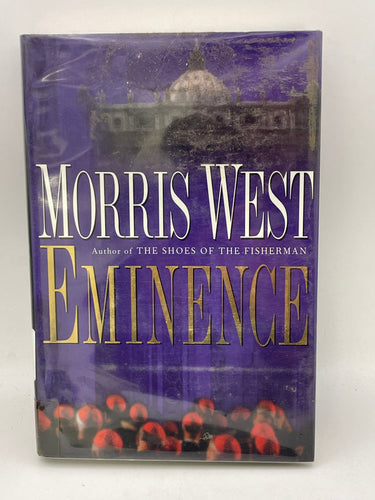 MORRIS WEST
Author of THE SHOES OF THE FISHERMAN
EMINENCE